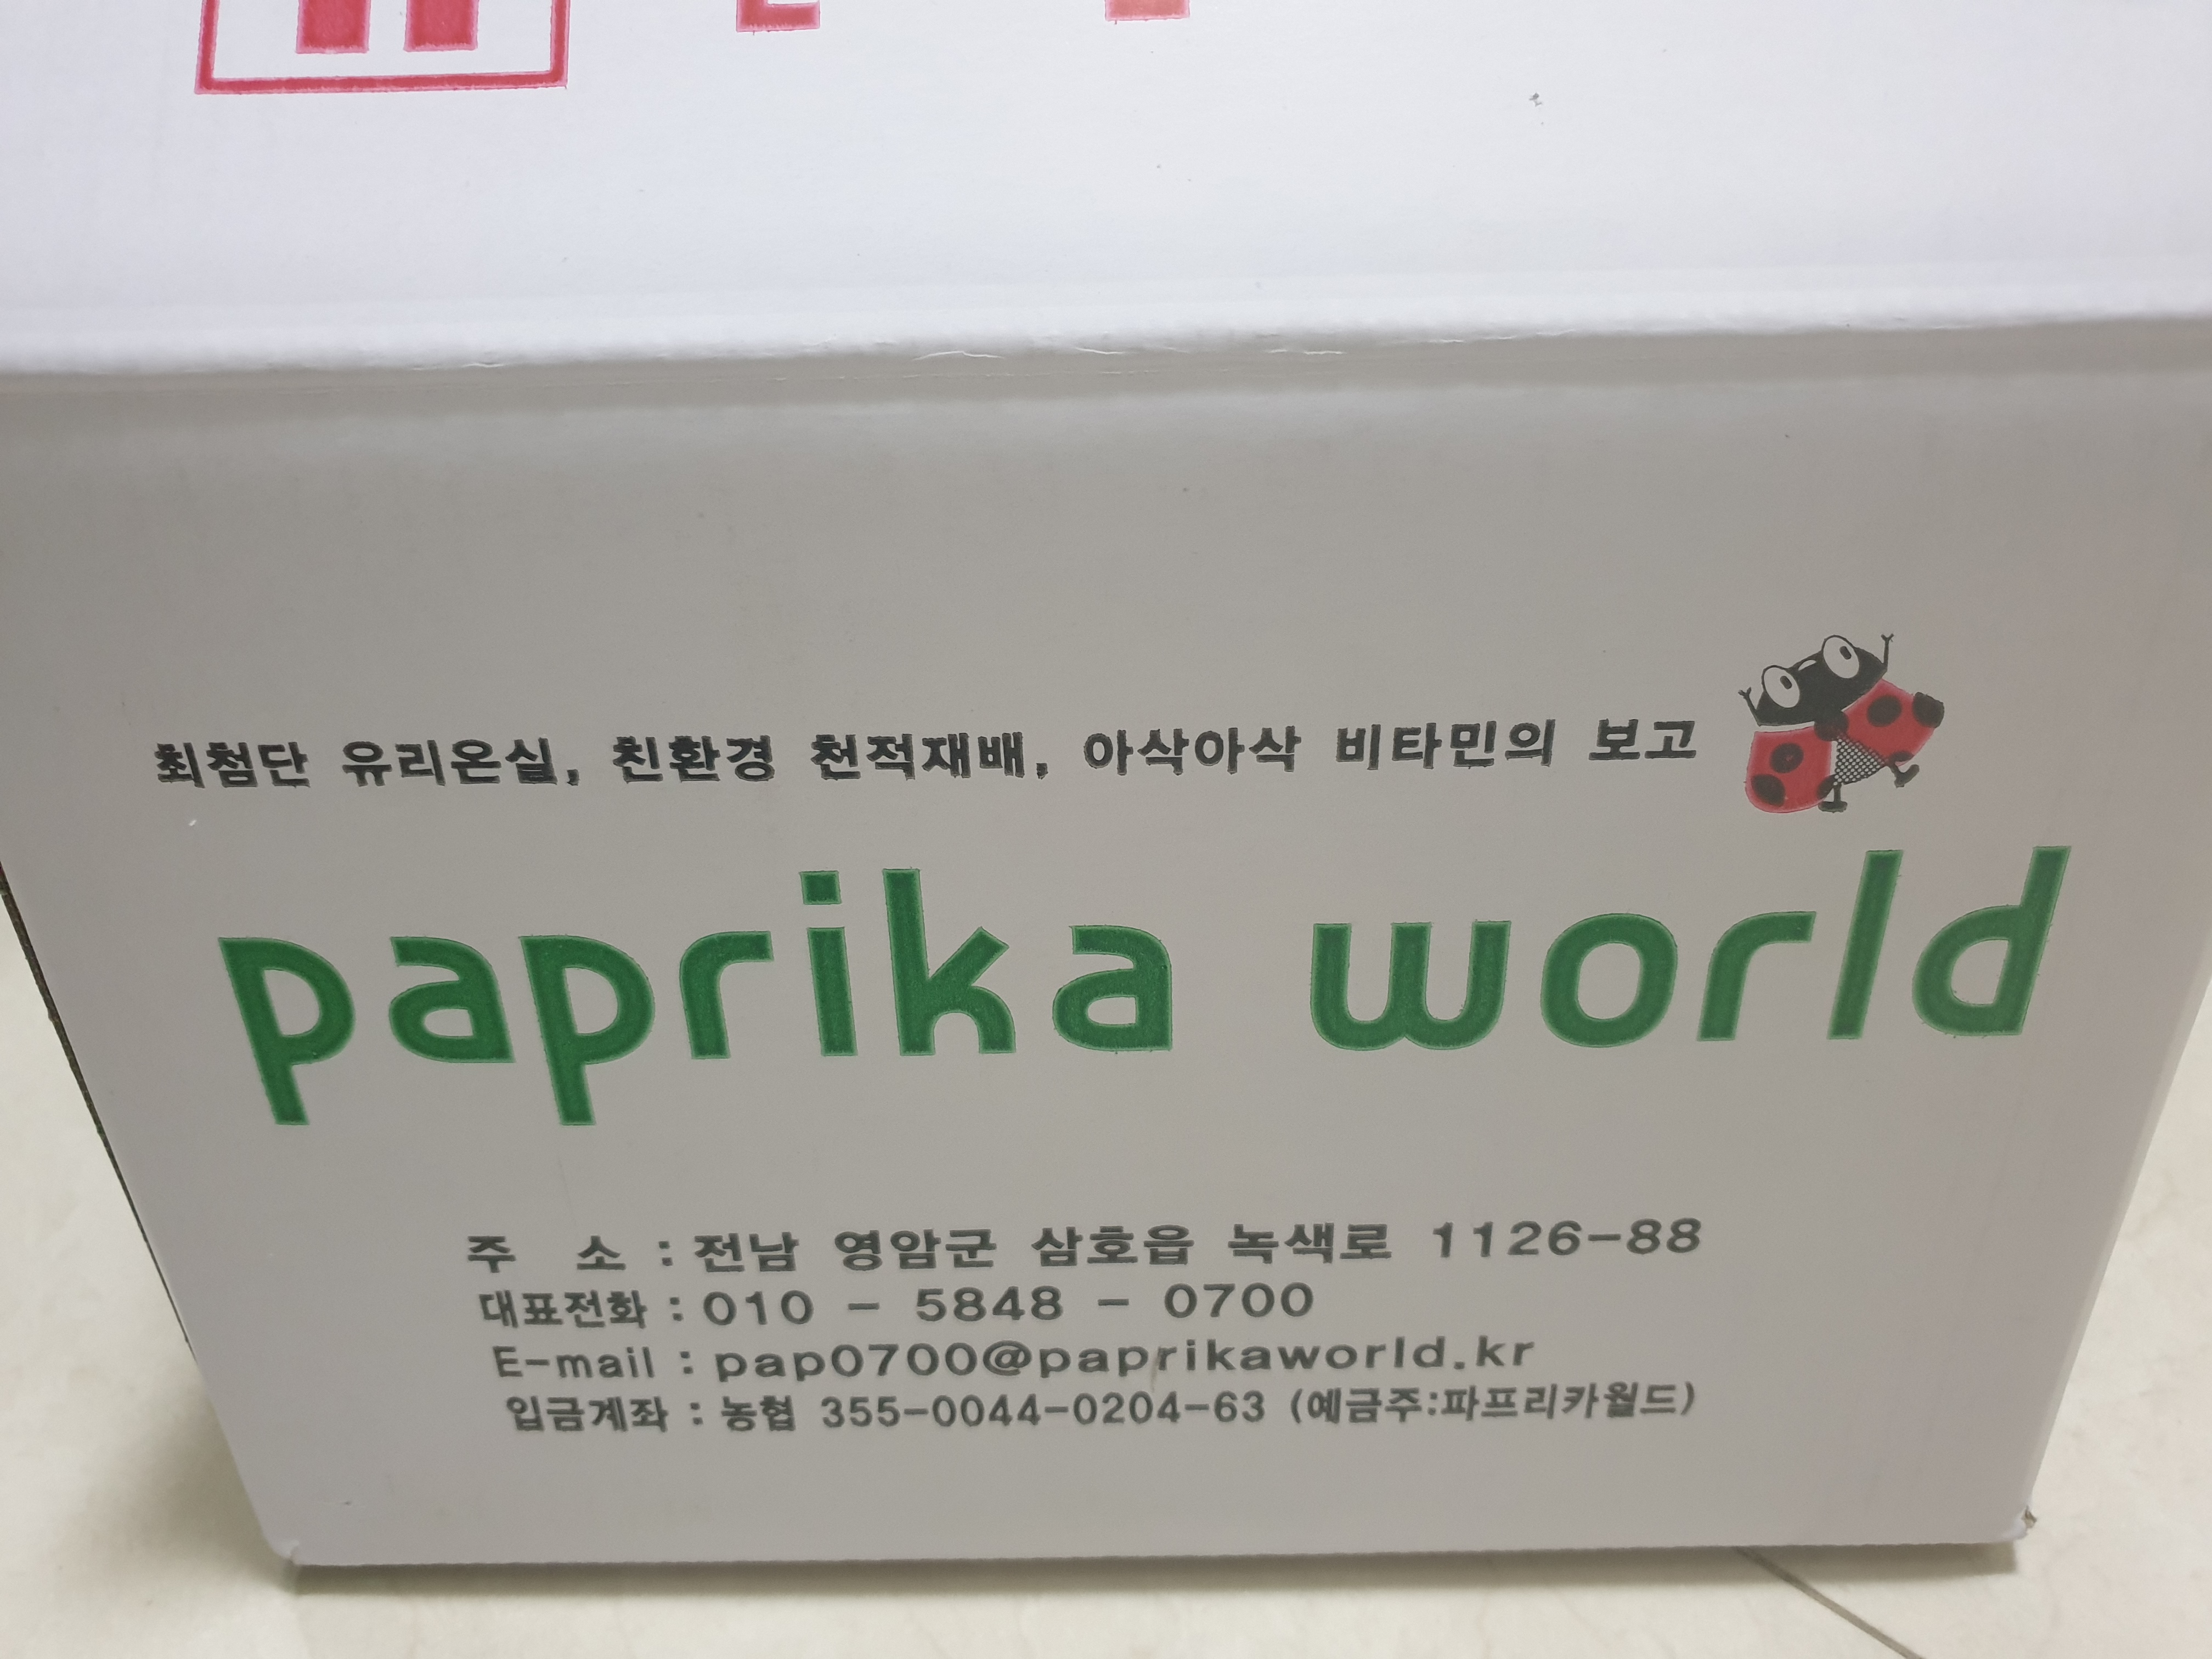 최첨단 유리온실, 친환경 천적재배, 아삭아삭 비타민의 보고
paprika world
주 소 : 전남 영암군 삼호읍 녹색로 1126-88
대표전화 : 010 - 5848 - 0700
E-mail : pap0700@paprikaworld.kr
입금계좌 : 농협 355-0044-0204-63 (예금주:파프리카월드)